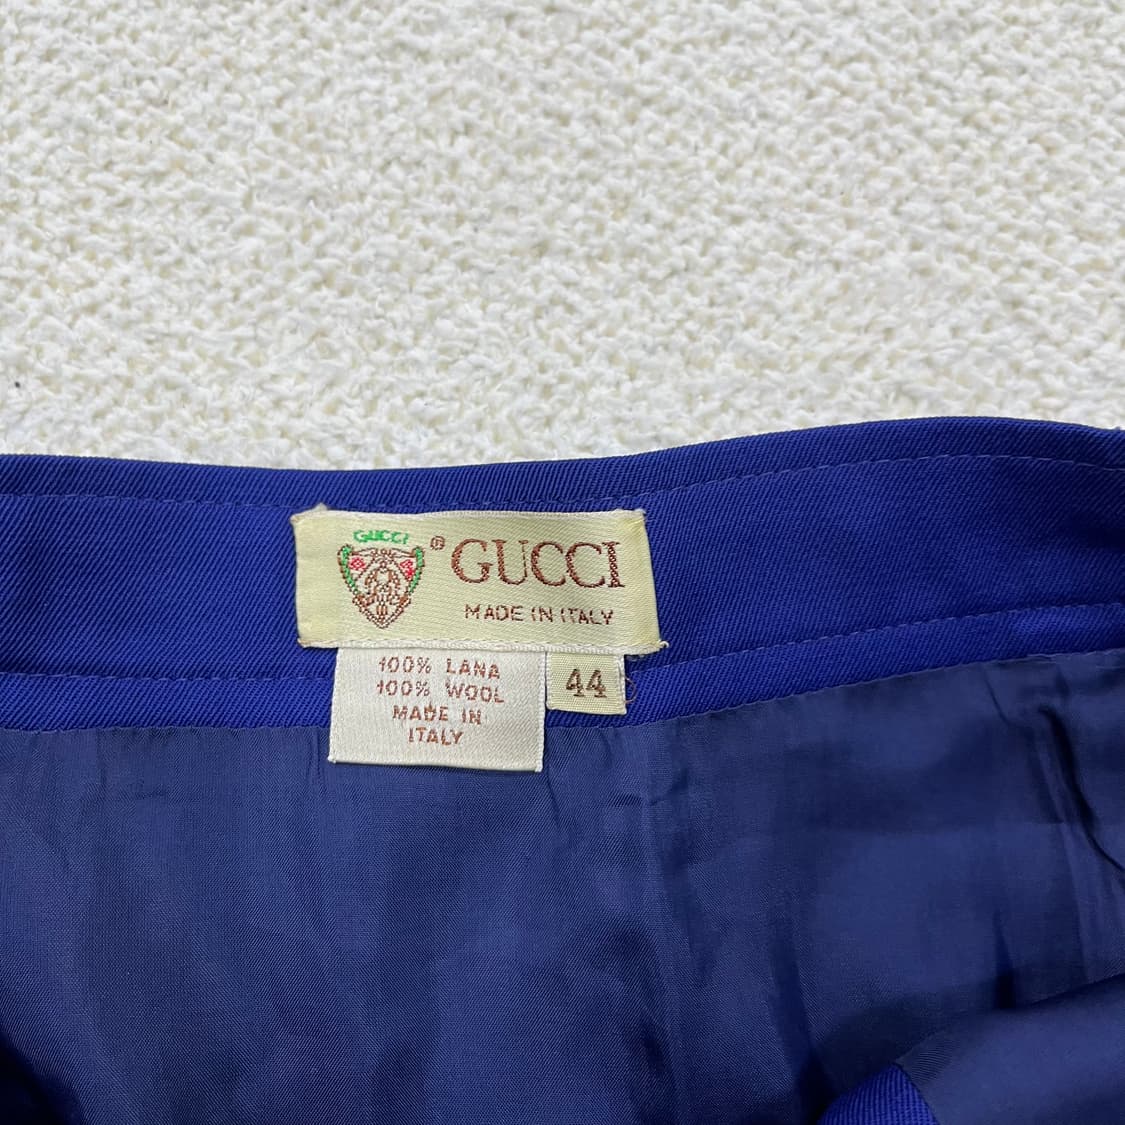 GUCCI
® GUCCI
MADE IN ITALY
100% LANA
100% WOOL
MADE IN
ITALY
44